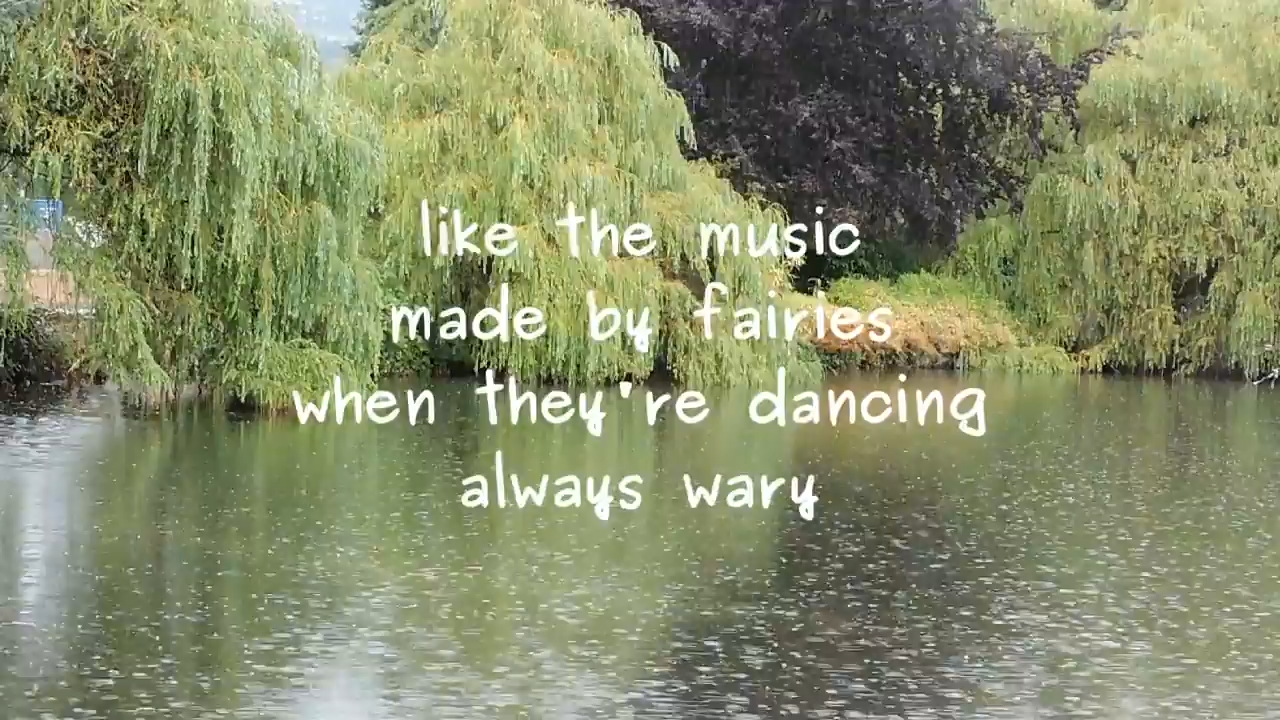 like the music
made by fairies
when they're dancing
always wary